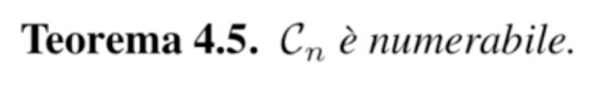 Teorema 4.5. 𝒞ₙ è numerabile.